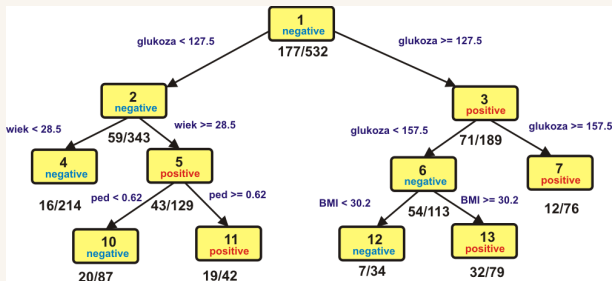 1
negative
glukoza < 127.5
glukoza >= 127.5
177/532
2
negative
3
positive
wiek < 28.5
59/343
wiek >= 28.5
glukoza < 157.5
71/189
glukoza >= 157.5
4
negative
5
positive
6
negative
7
positive
16/214
ped < 0.62
43/129
ped >= 0.62
BMI < 30.2
54/113
BMI >= 30.2
12/76
10
negative
11
positive
12
negative
13
positive
20/87
19/42
7/34
32/79